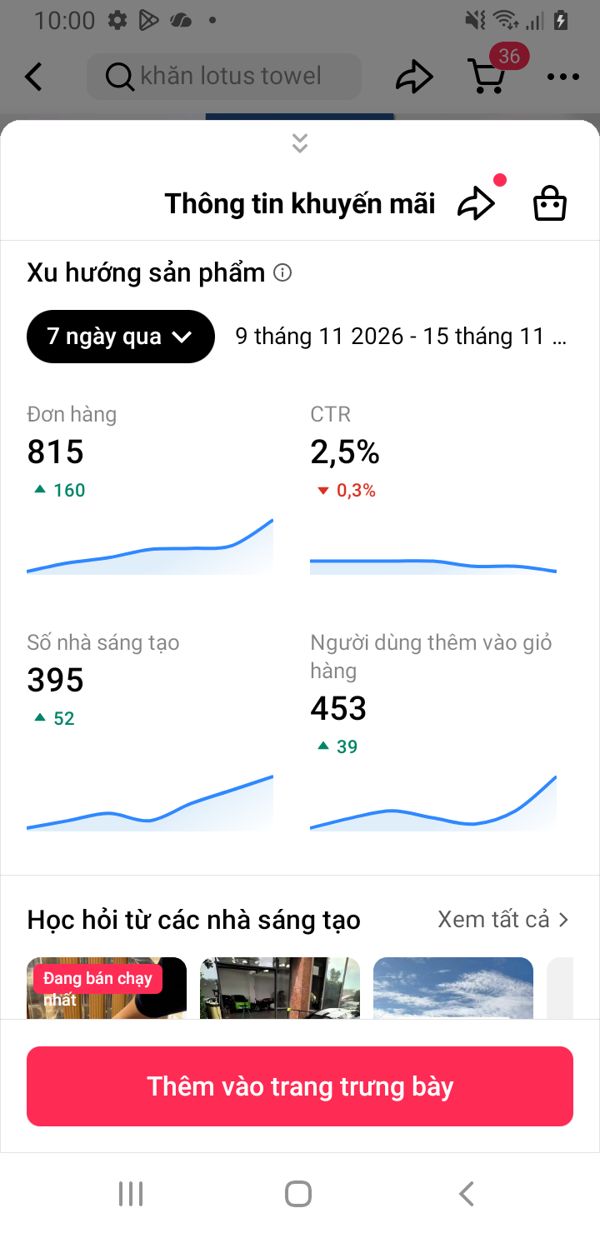 10:00
khăn lotus towel
36
Thông tin khuyến mãi
Xu hướng sản phẩm
7 ngày qua
9 tháng 11 2026 - 15 tháng 11 ...
Đơn hàng
815
160
CTR
2,5%
0,3%
Số nhà sáng tạo
395
52
Người dùng thêm vào giỏ
hàng
453
39
Học hỏi từ các nhà sáng tạo
Xem tất cả
Đang bán chạy
nhất
Thêm vào trang trưng bày